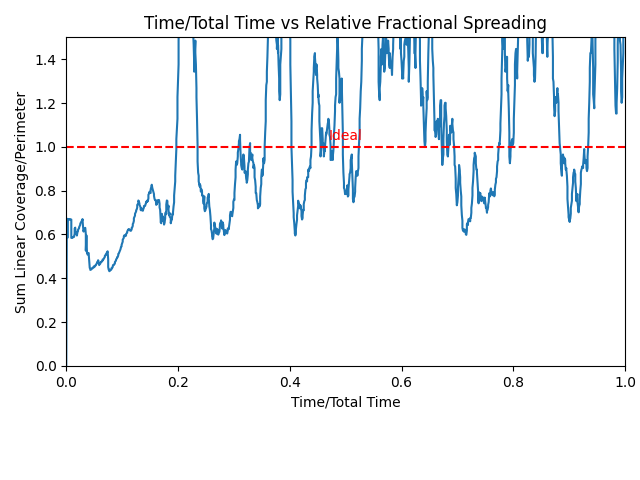 Time/Total Time vs Relative Fractional Spreading
1.4
1.2
Ideal
1.0
0.8
0.6
0.4
0.2
0.0
Sum Linear Coverage/Perimeter
0.0 0.2 0.4 0.6 0.8 1.0
Time/Total Time